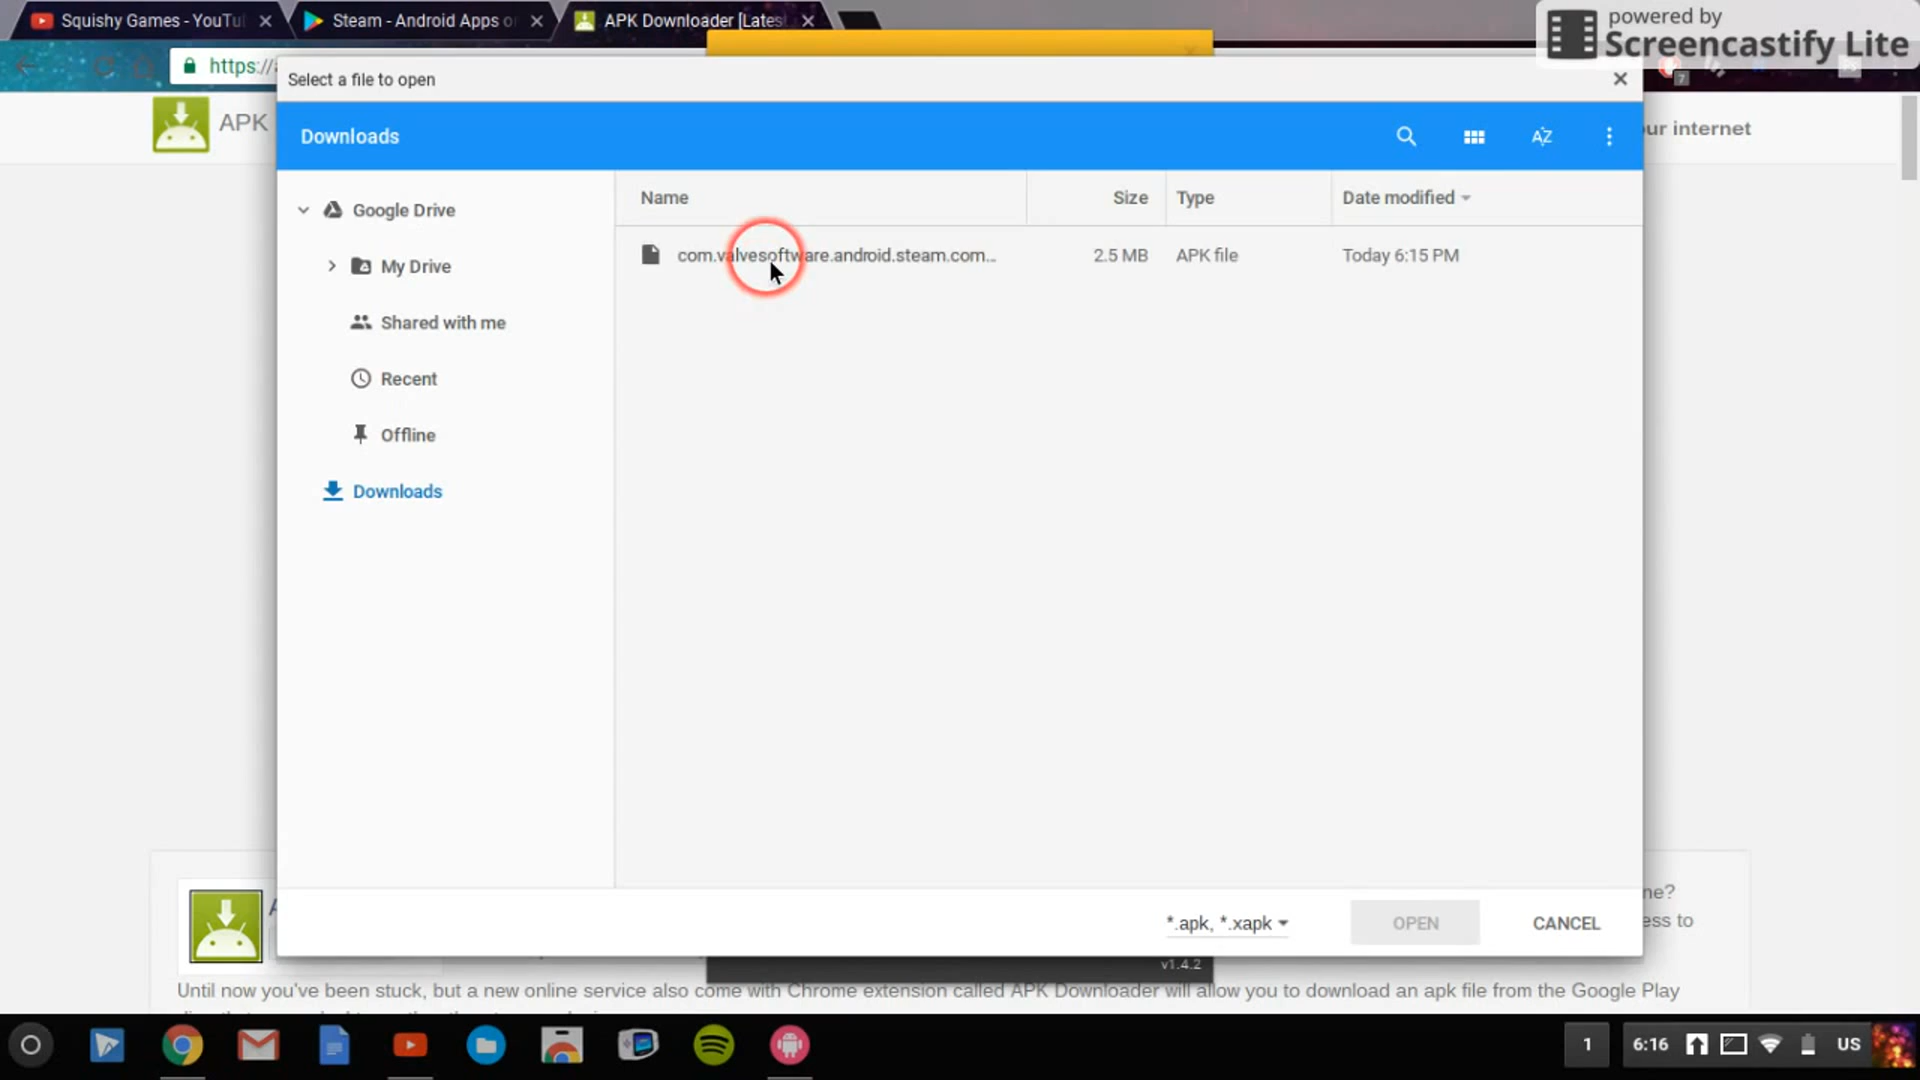 Squishy Games - YouTu
Steam - Android Apps o
APK Downloader [Lates
powered by
Screencastify Lite
https://
7
Select a file to open
APK
ur internet
Downloads
Name
Size
Type
Date modified
Google Drive
com.valvesoftware.android.steam.com...
2.5 MB
APK file
Today 6:15 PM
My Drive
Shared with me
Recent
Offline
Downloads
*.apk, *.xapk
OPEN
CANCEL
ne?
ess to
v1.4.2
Until now you've been stuck, but a new online service also come with Chrome extension called APK Downloader will allow you to download an apk file from the Google Play
1
6:16
US